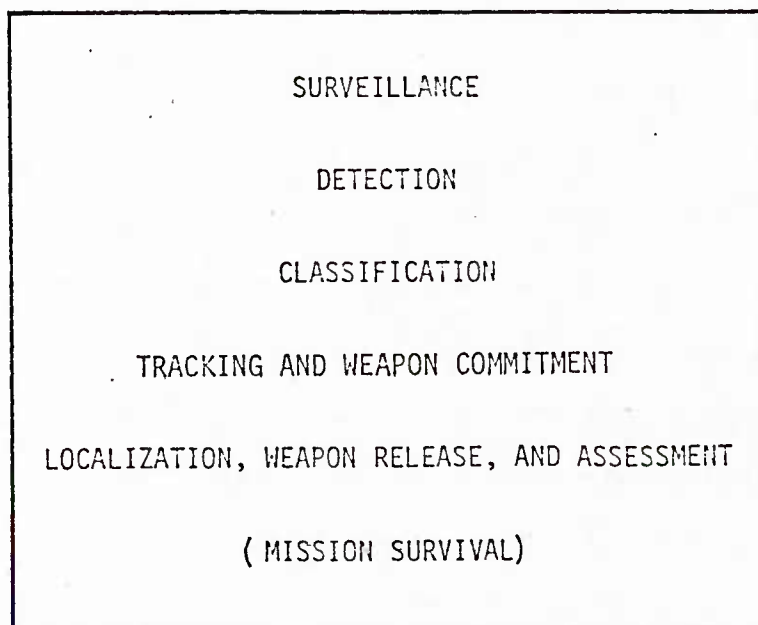 SURVEILLANCE
DETECTION
CLASSIFICATION
TRACKING AND WEAPON COMMITMENT
LOCALIZATION, WEAPON RELEASE, AND ASSESSMENT
( MISSION SURVIVAL)